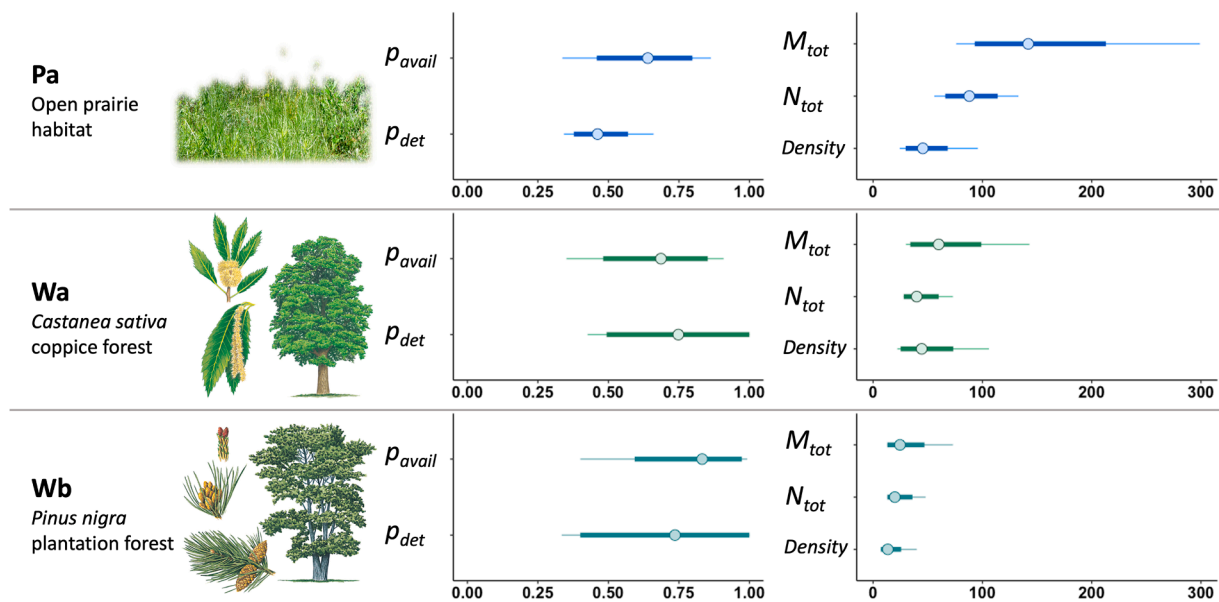 Pa
Open prairie
habitat
p_avail
p_det
0.00 0.25 0.50 0.75 1.00
M_tot
N_tot
Density
0 100 200 300
Wa
Castanea sativa
coppice forest
p_avail
p_det
0.00 0.25 0.50 0.75 1.00
M_tot
N_tot
Density
0 100 200 300
Wb
Pinus nigra
plantation forest
p_avail
p_det
0.00 0.25 0.50 0.75 1.00
M_tot
N_tot
Density
0 100 200 300